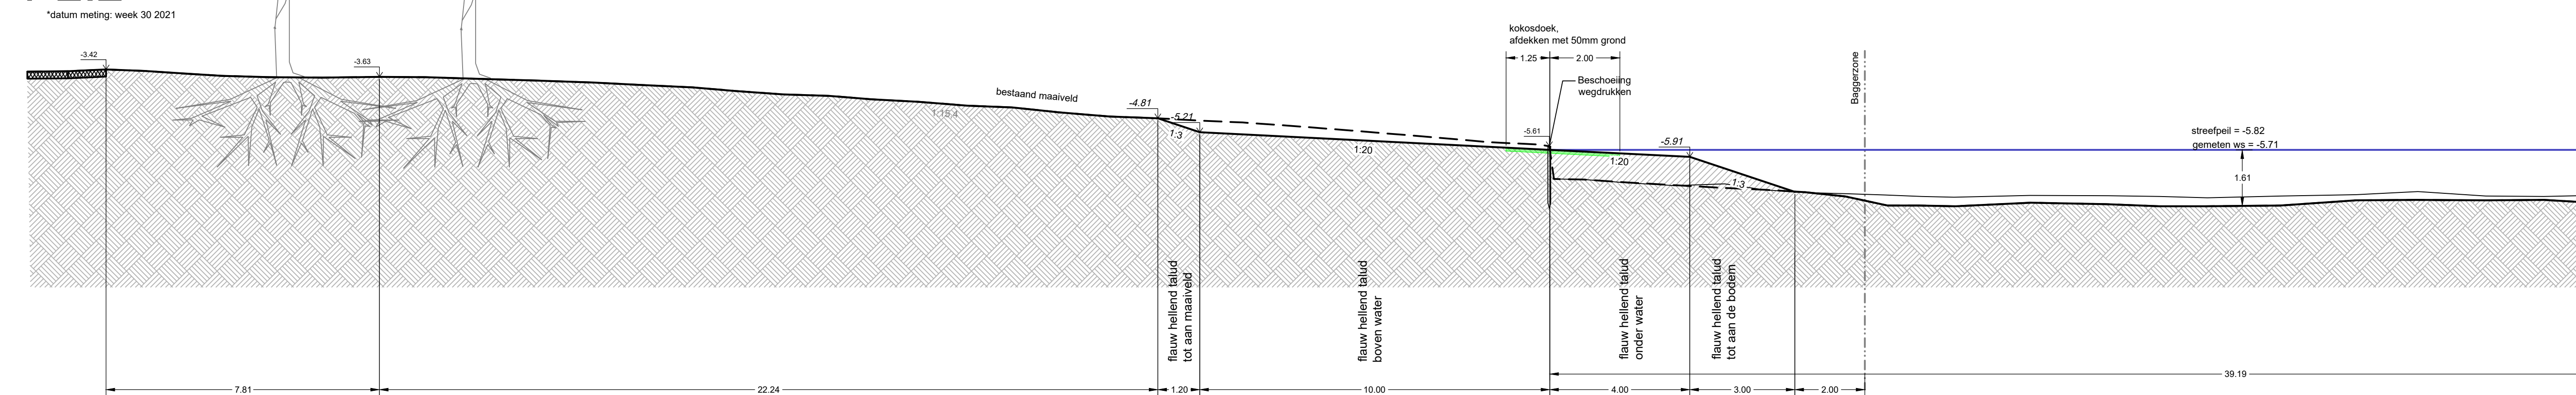 *datum meting: week 30 2021
-3.42
-3.63
bestaand maaiveld
1:15,4
-4.81
-5.21
1:3
1:20
kokosdoek,
afdekken met 50mm grond
1.25
2.00
Beschoeiing
wegdrukken
-5.61
-5.91
1:20
1:3
Baggerzone
streefpeil = -5.82
gemeten ws = -5.71
1.61
flauw hellend talud
tot aan maaiveld
flauw hellend talud
boven water
flauw hellend talud
onder water
flauw hellend talud
tot aan de bodem
39.19
7.81
22.24
1.20
10.00
4.00
3.00
2.00